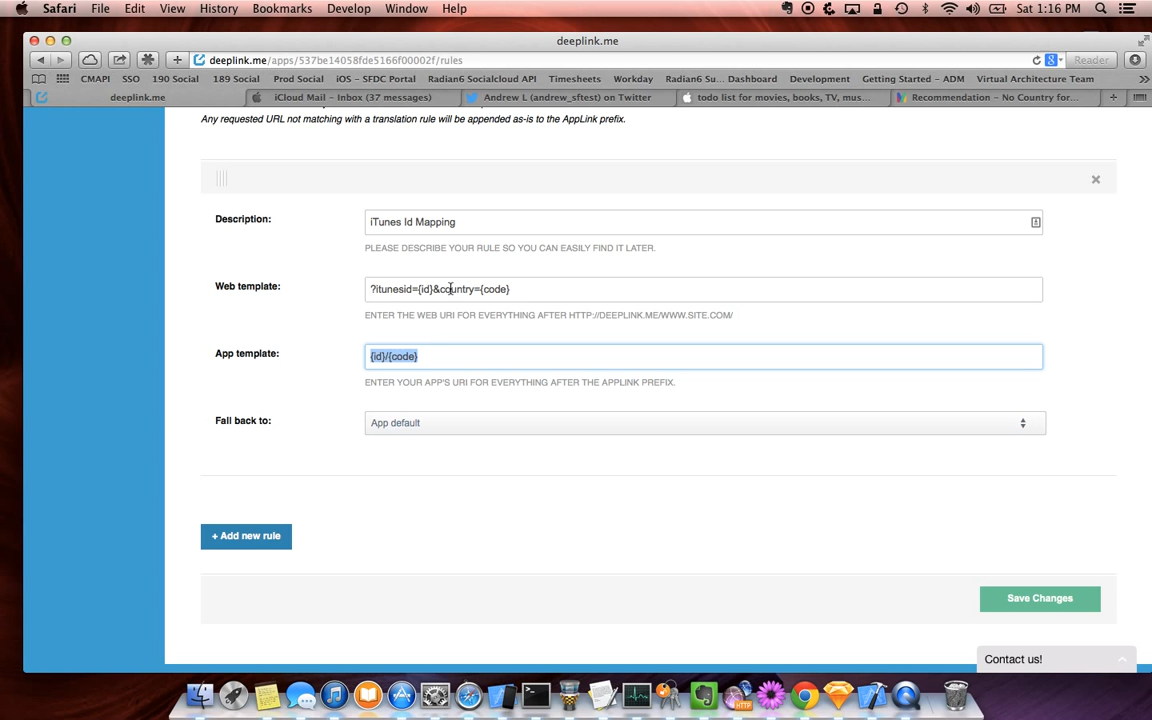 Safari File Edit View History Bookmarks Develop Window Help Sat 1:16 PM
deeplink.me
deeplink.me/apps/537be14058fde5166f00002f/rules Reader
CMAPI SSO 190 Social 189 Social Prod Social iOS - SFDC Portal Radian6 Socialcloud API Timesheets Workday Radian6 Su... Dashboard Development Getting Started - ADM Virtual Architecture Team
deeplink.me iCloud Mail – Inbox (37 messages) Andrew L (andrew_sftest) on Twitter todo list for movies, books, TV, mus... Recommendation – No Country for...
Any requested URL not matching with a translation rule will be appended as-is to the AppLink prefix.
Description: iTunes Id Mapping
PLEASE DESCRIBE YOUR RULE SO YOU CAN EASILY FIND IT LATER.
Web template: ?itunesid={id}&country={code}
ENTER THE WEB URI FOR EVERYTHING AFTER HTTP://DEEPLINK.ME/WWW.SITE.COM/
App template: {id}/{code}
ENTER YOUR APP'S URI FOR EVERYTHING AFTER THE APPLINK PREFIX.
Fall back to: App default
+ Add new rule
Save Changes
Contact us!